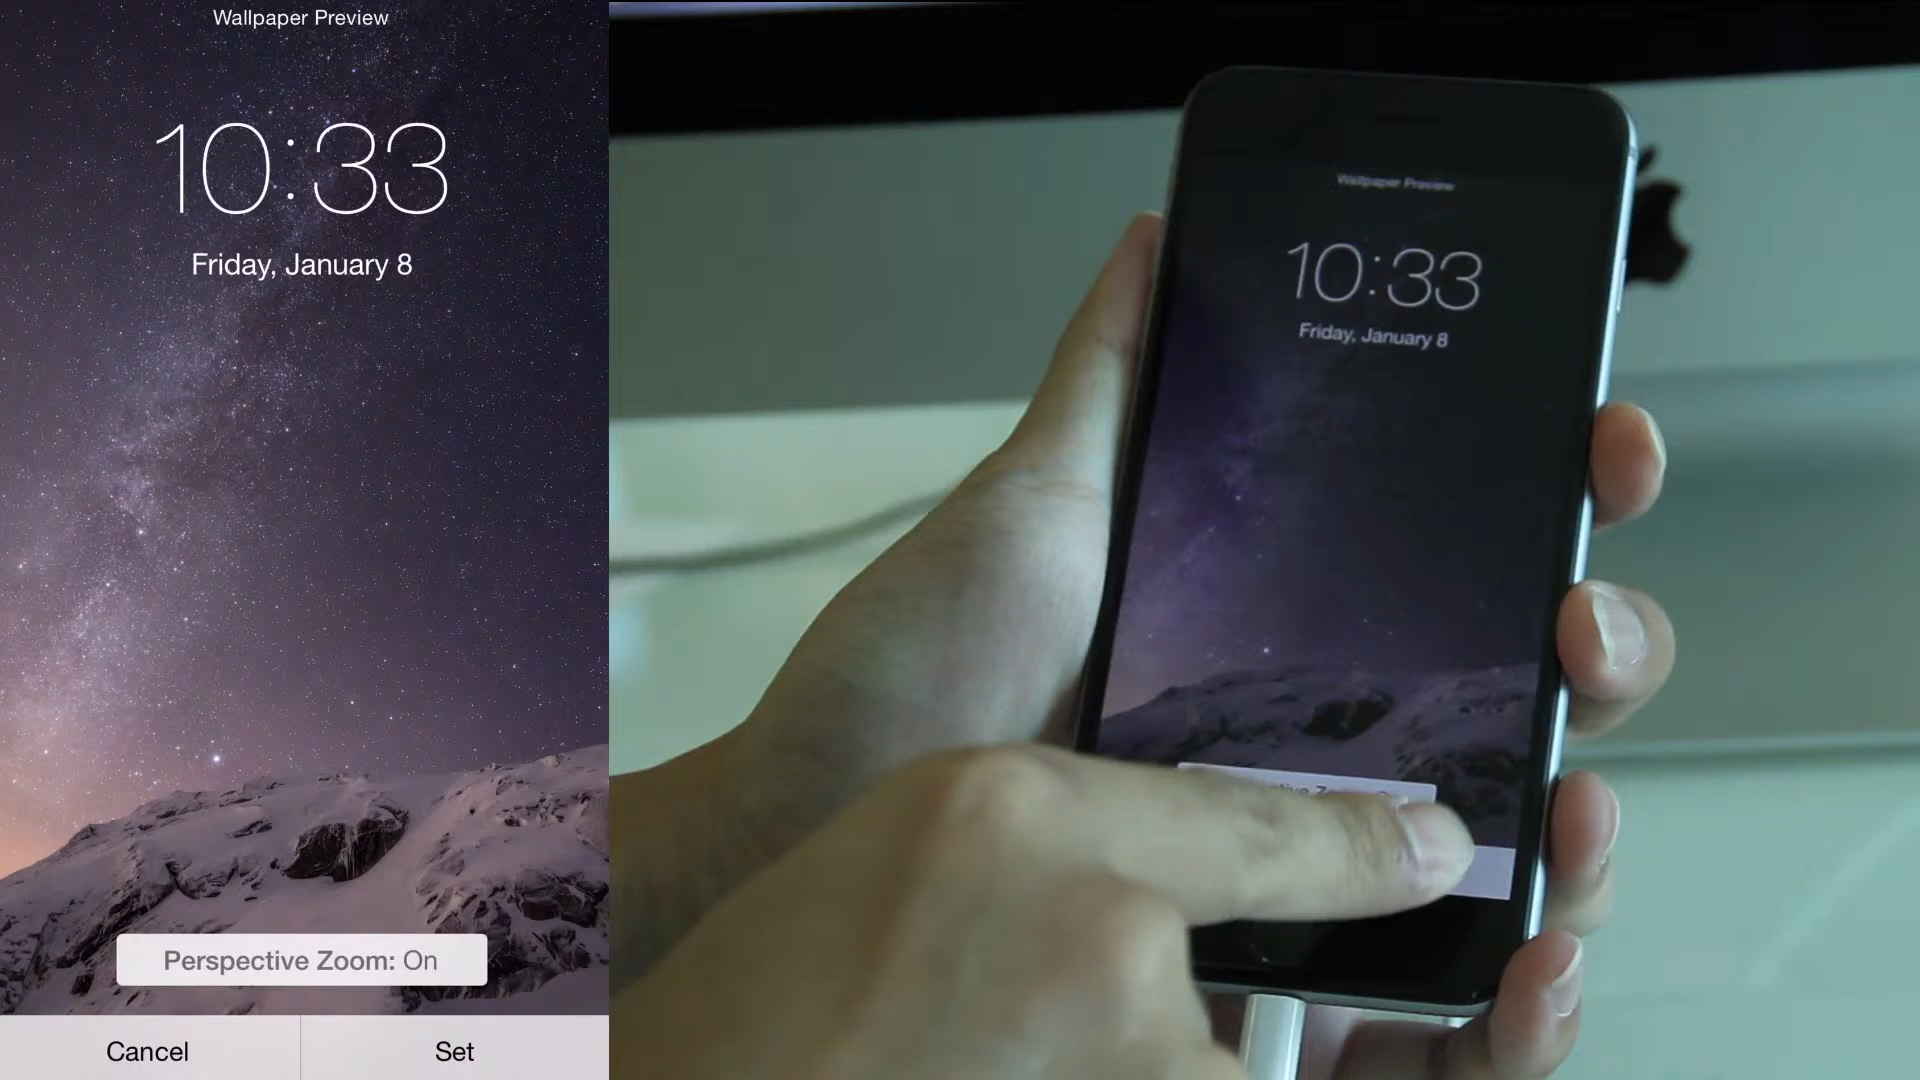 Wallpaper Preview
10:33
Friday, January 8
Perspective Zoom: On
Cancel
Set
Wallpaper Preview
10:33
Friday, January 8